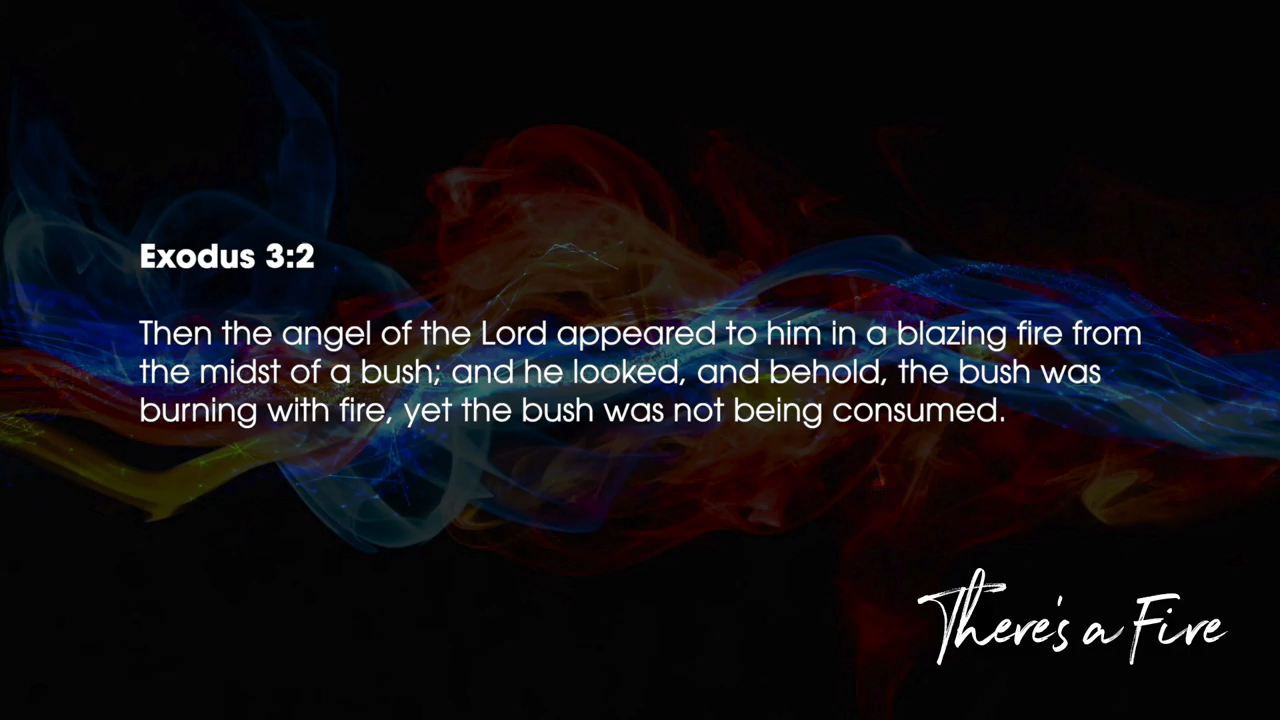 Exodus 3:2
Then the angel of the Lord appeared to him in a blazing fire from
the midst of a bush; and he looked, and behold, the bush was
burning with fire, yet the bush was not being consumed.
There's a Fire